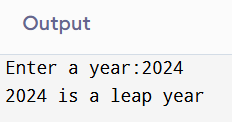 Output
Enter a year:2024
2024 is a leap year